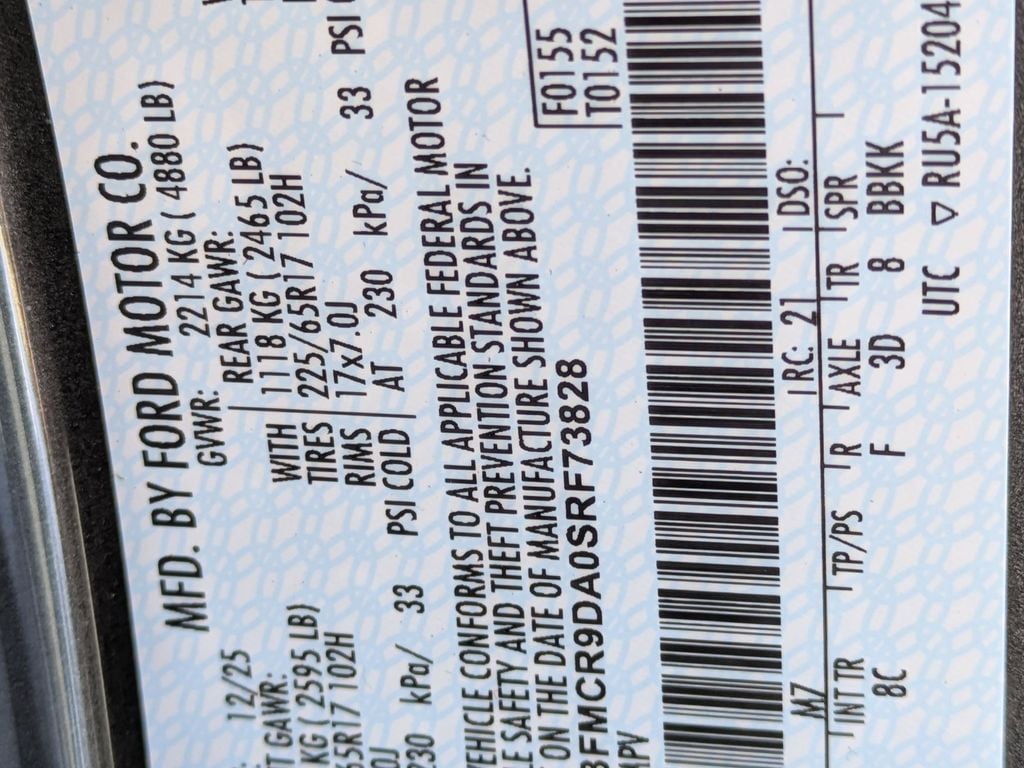 MFD. BY FORD MOTOR CO.
12/25 GVWR: 2214 KG ( 4880 LB)
T GAWR: REAR GAWR:
KG ( 2595 LB) WITH 1118 KG ( 2465 LB)
65R17 102H TIRES 225/65R17 102H
0J RIMS 17x7.0J
230 kPa/ 33 PSI COLD AT 230 kPa/ 33 PSI
VEHICLE CONFORMS TO ALL APPLICABLE FEDERAL MOTOR
E SAFETY AND THEFT PREVENTION STANDARDS IN
ON THE DATE OF MANUFACTURE SHOWN ABOVE.
3FMCR9DA0SRF73828
MPV
F0155
T0152
M7 RC: 21 DSO:
INT TR TP/PS R AXLE TR SPR
8C F 3D 8 BBKK
UTC ▽ RU5A-15204